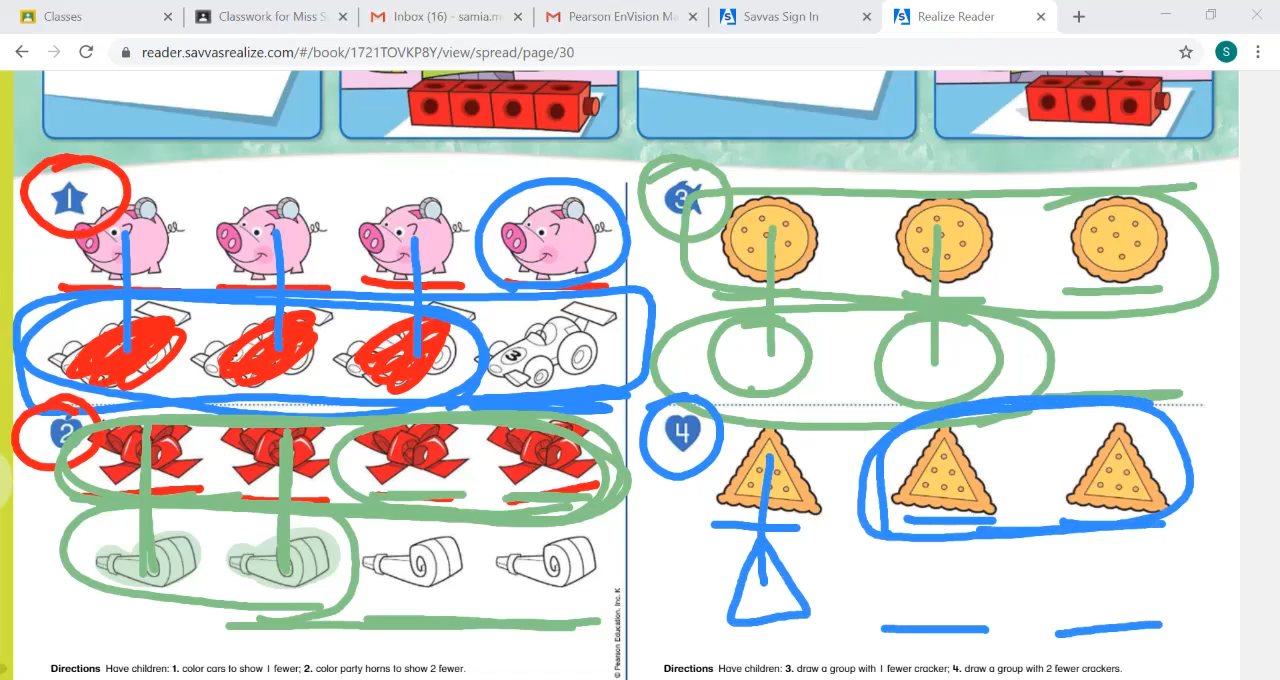 Classes
Classwork for Miss S
Inbox (16) - samia.m
Pearson EnVision Ma
Savvas Sign In
Realize Reader
reader.savvasrealize.com/#/book/1721TOVKP8Y/view/spread/page/30
S
1
3
3
2
4
© Pearson Education, Inc. K
Directions Have children: 1. color cars to show 1 fewer; 2. color party horns to show 2 fewer.
Directions Have children: 3. draw a group with 1 fewer cracker; 4. draw a group with 2 fewer crackers.